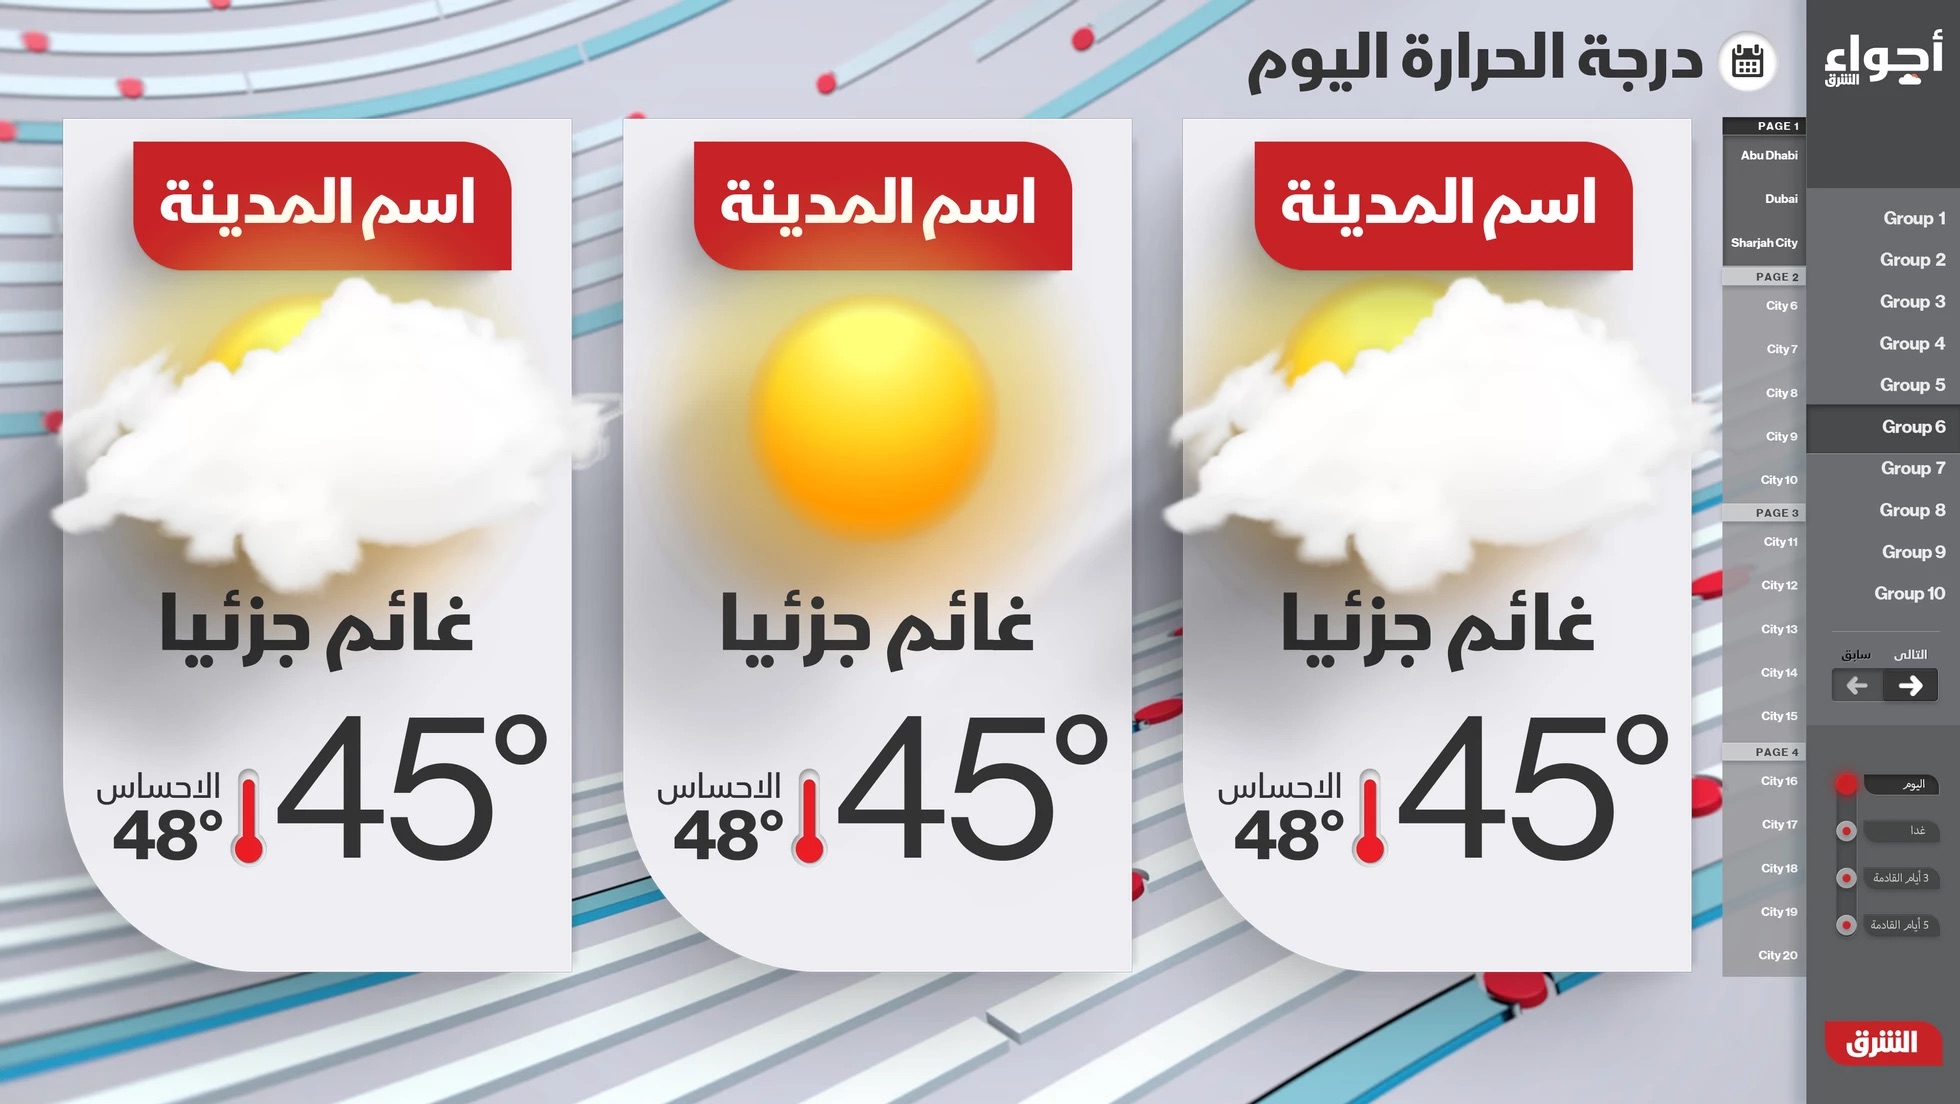 درجة الحرارة اليوم
أجواء
الشرق
اسم المدينة
غائم جزئيا
45°
الاحساس
48°
اسم المدينة
غائم جزئيا
45°
الاحساس
48°
اسم المدينة
غائم جزئيا
45°
الاحساس
48°
PAGE 1
Abu Dhabi
Dubai
Sharjah City
PAGE 2
City 6
City 7
City 8
City 9
City 10
PAGE 3
City 11
City 12
City 13
City 14
City 15
PAGE 4
City 16
City 17
City 18
City 19
City 20
Group 1
Group 2
Group 3
Group 4
Group 5
Group 6
Group 7
Group 8
Group 9
Group 10
التالى سابق
اليوم
غدا
3 أيام القادمة
5 أيام القادمة
الشرق